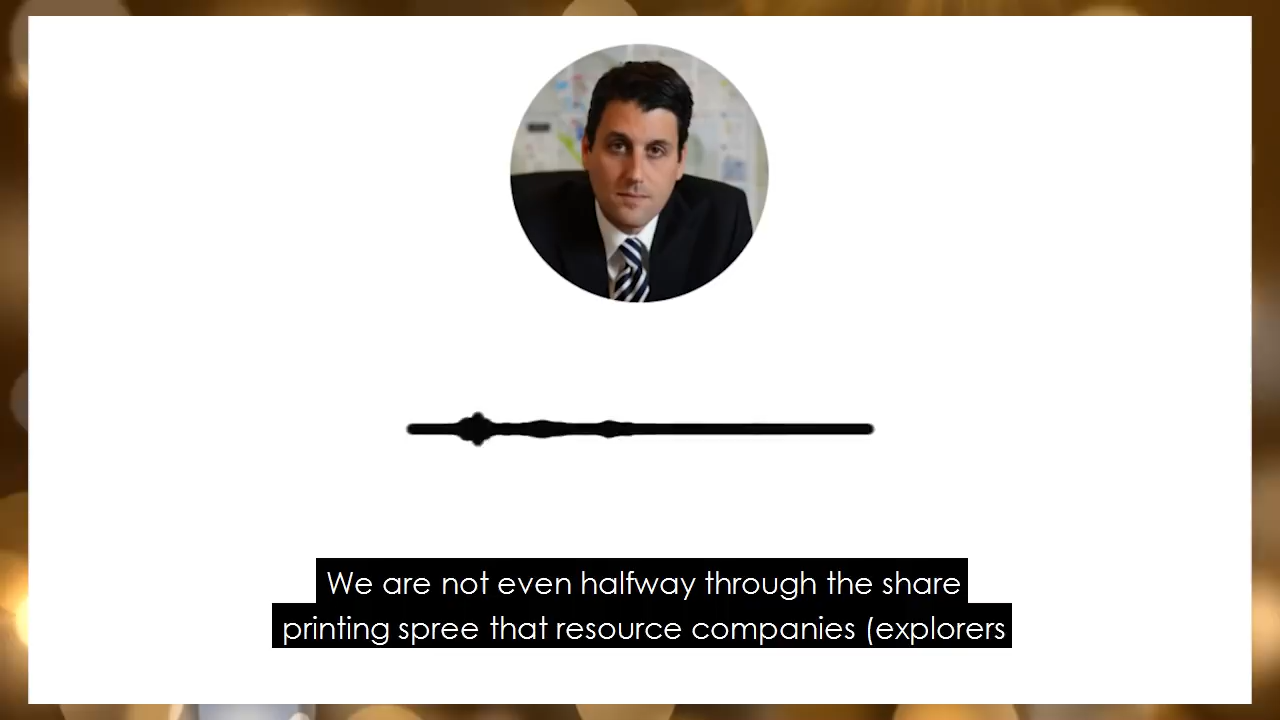 We are not even halfway through the share
printing spree that resource companies (explorers